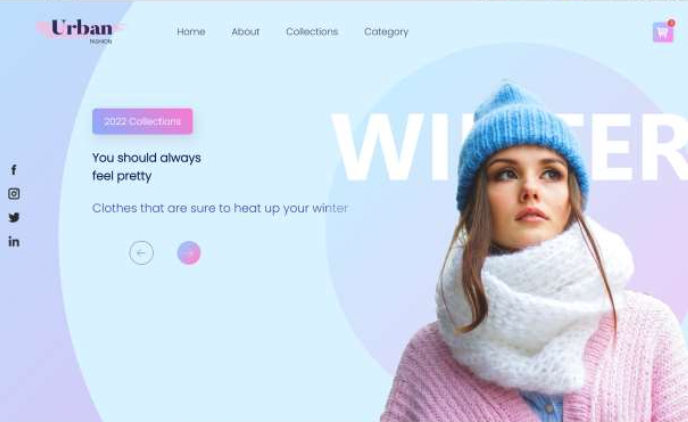 Urban
FASHION
Home
About
Collections
Category
2022 Collections
WINTER
You should always
feel pretty
Clothes that are sure to heat up your winter